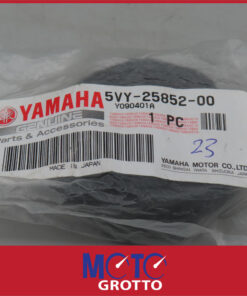 YAMAHA
GENUINE
Parts & Accessories
5VY-25852-00
Y090401A
1 PC
23
MADE IN JAPAN
YAMAHA MOTOR CO., LTD.
MOTO
GROTTO